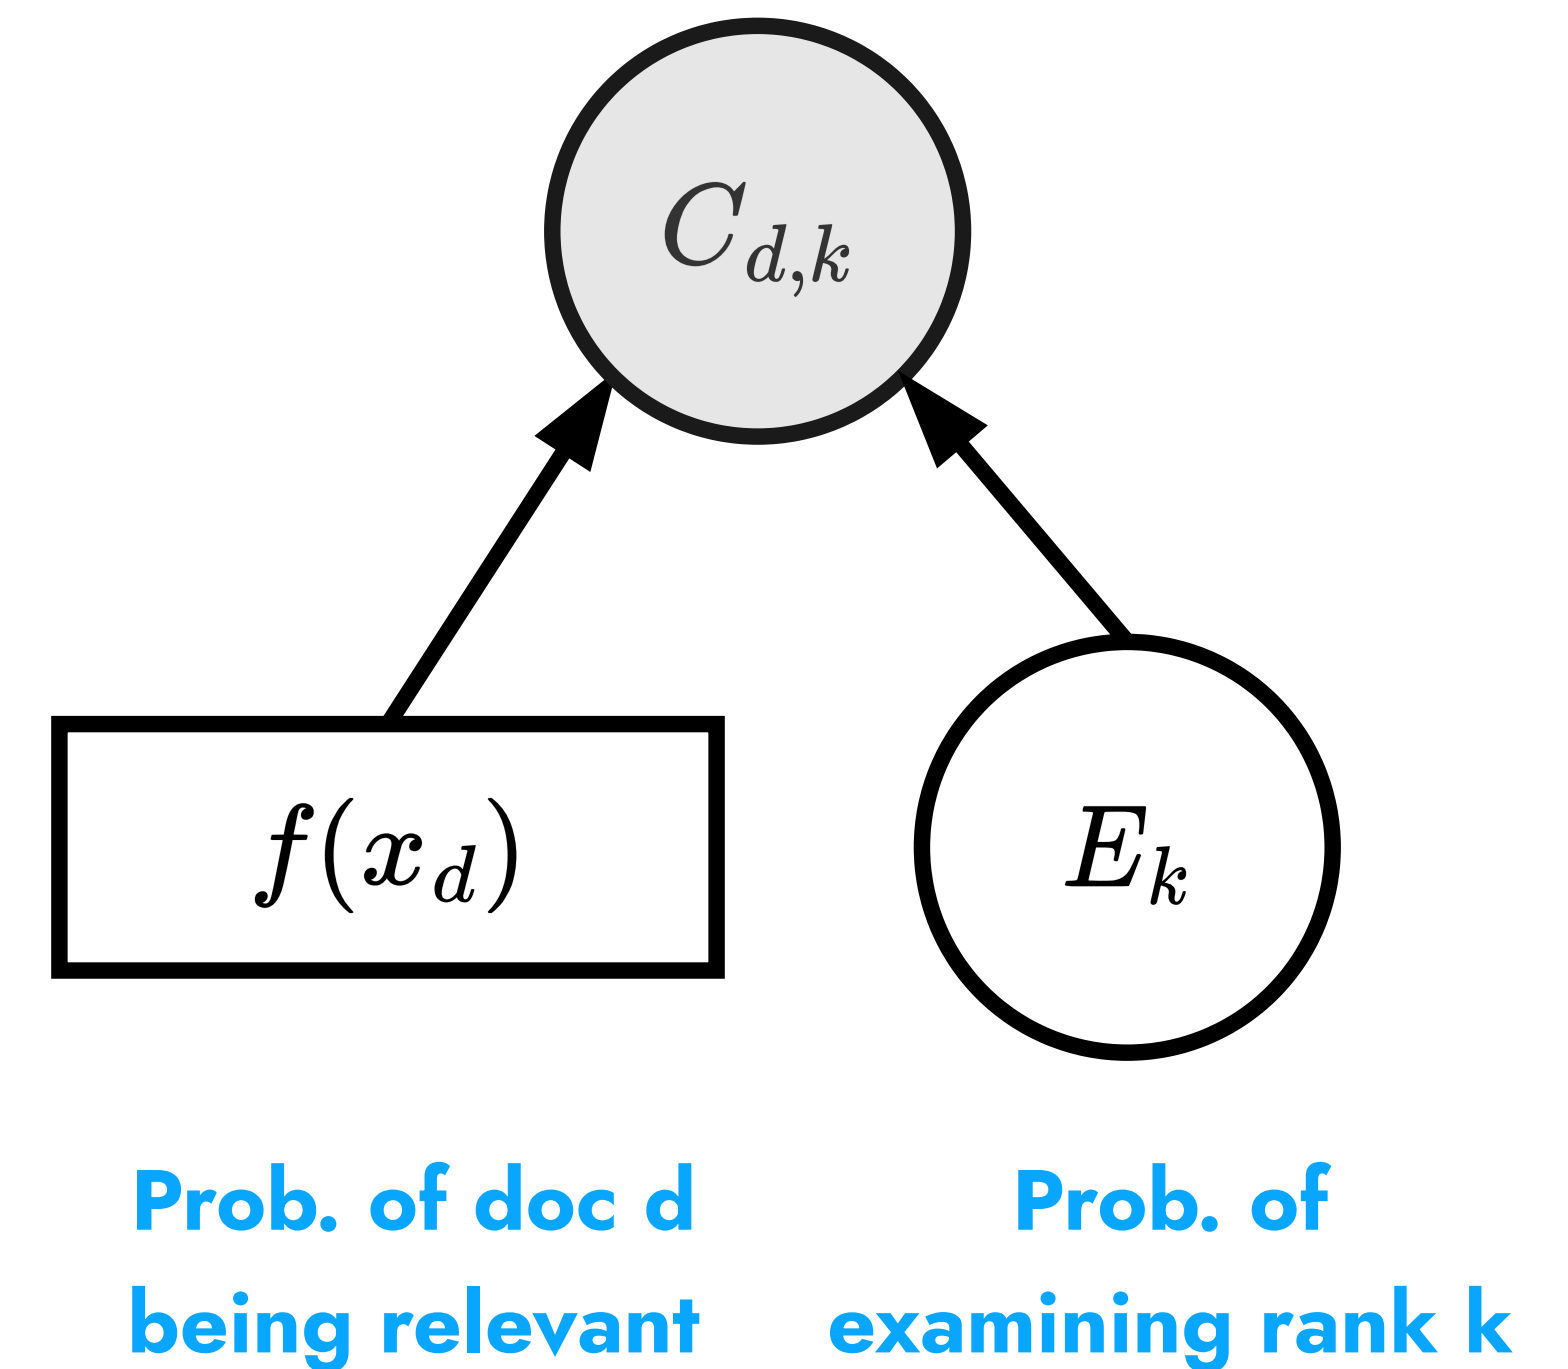 C_{d,k}
f(x_d)
E_k
Prob. of doc d
being relevant
Prob. of
examining rank k